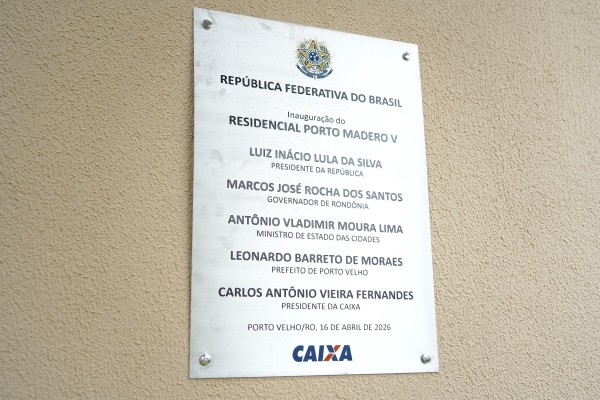 REPÚBLICA FEDERATIVA DO BRASIL
Inauguração do
RESIDENCIAL PORTO MADERO V
LUIZ INÁCIO LULA DA SILVA
PRESIDENTE DA REPÚBLICA
MARCOS JOSÉ ROCHA DOS SANTOS
GOVERNADOR DE RONDÔNIA
ANTÔNIO VLADIMIR MOURA LIMA
MINISTRO DE ESTADO DAS CIDADES
LEONARDO BARRETO DE MORAES
PREFEITO DE PORTO VELHO
CARLOS ANTÔNIO VIEIRA FERNANDES
PRESIDENTE DA CAIXA
PORTO VELHO/RO, 16 DE ABRIL DE 2026
CAIXA